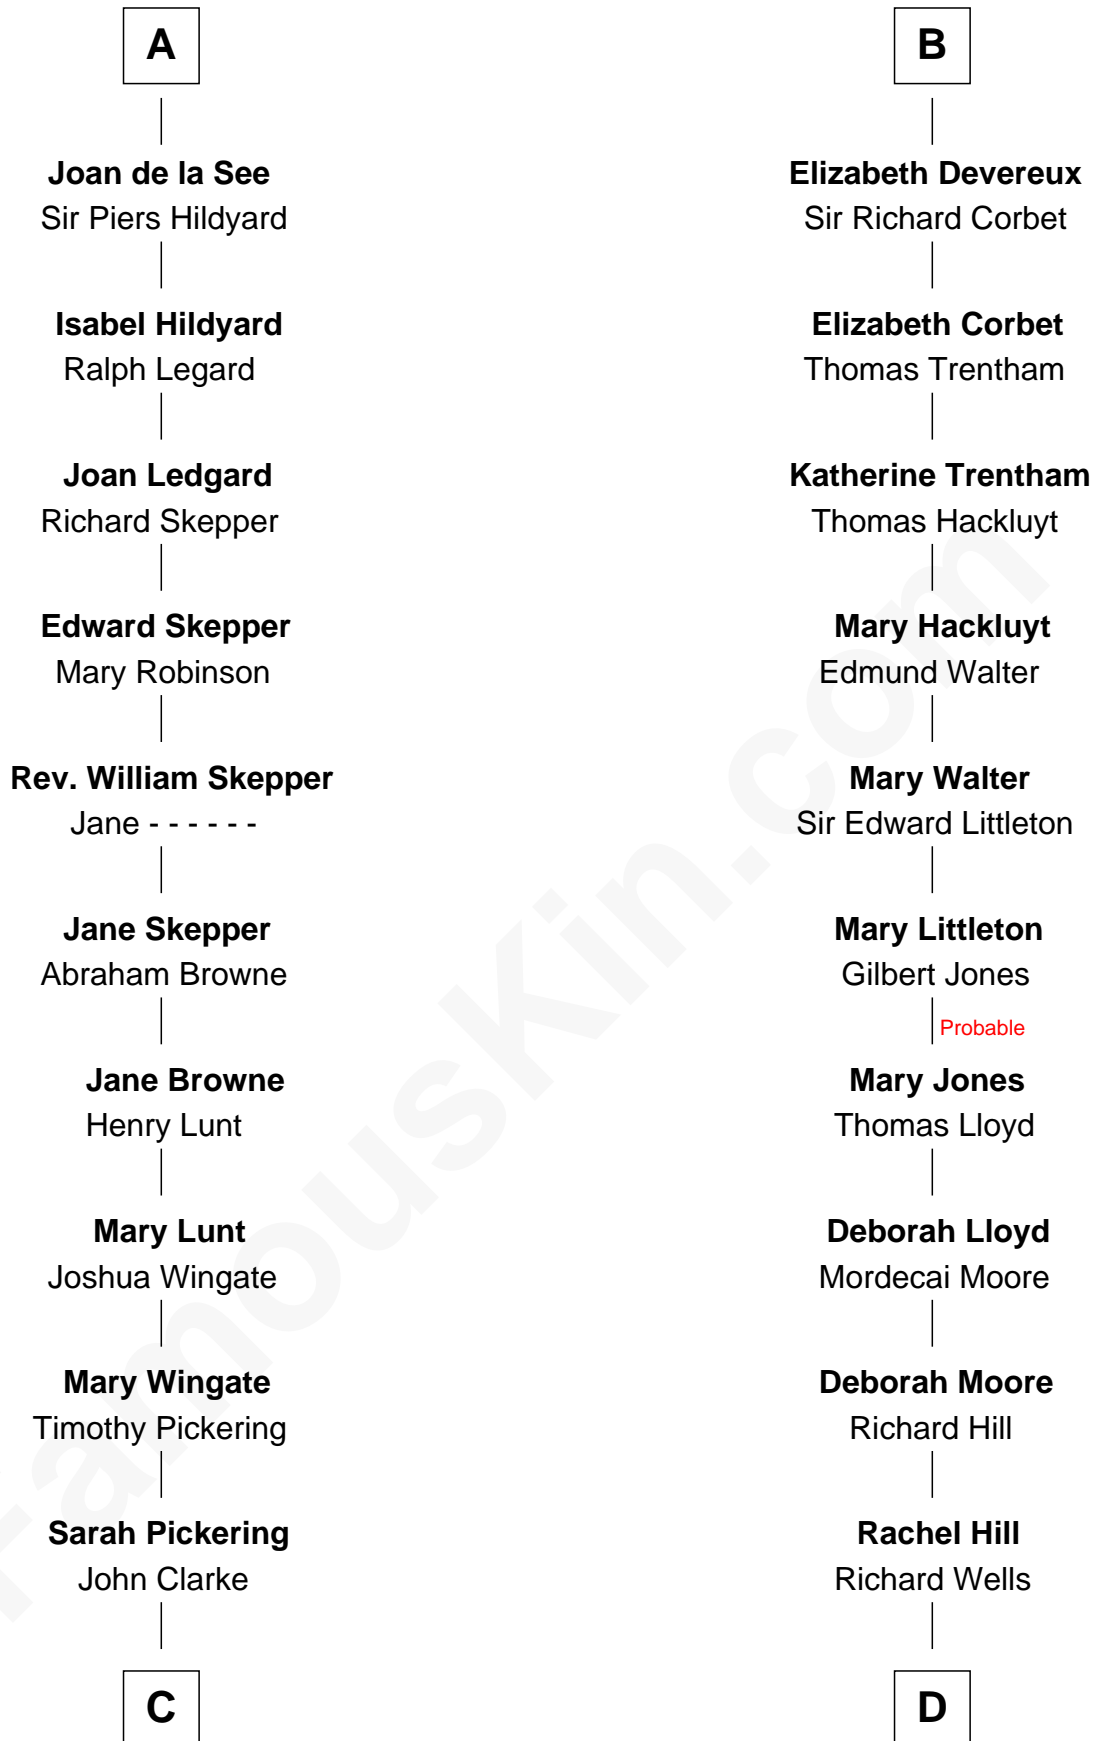 A
Joan de la See
Sir Piers Hildyard
Isabel Hildyard
Ralph Legard
Joan Ledgard
Richard Skepper
Edward Skepper
Mary Robinson
Rev. William Skepper
Jane - - - - - -
Jane Skepper
Abraham Browne
Jane Browne
Henry Lunt
Mary Lunt
Joshua Wingate
Mary Wingate
Timothy Pickering
Sarah Pickering
John Clarke
C
B
Elizabeth Devereux
Sir Richard Corbet
Elizabeth Corbet
Thomas Trentham
Katherine Trentham
Thomas Hackluyt
Mary Hackluyt
Edmund Walter
Mary Walter
Sir Edward Littleton
Mary Littleton
Gilbert Jones
Probable
Mary Jones
Thomas Lloyd
Deborah Lloyd
Mordecai Moore
Deborah Moore
Richard Hill
Rachel Hill
Richard Wells
D
FamousKin.com